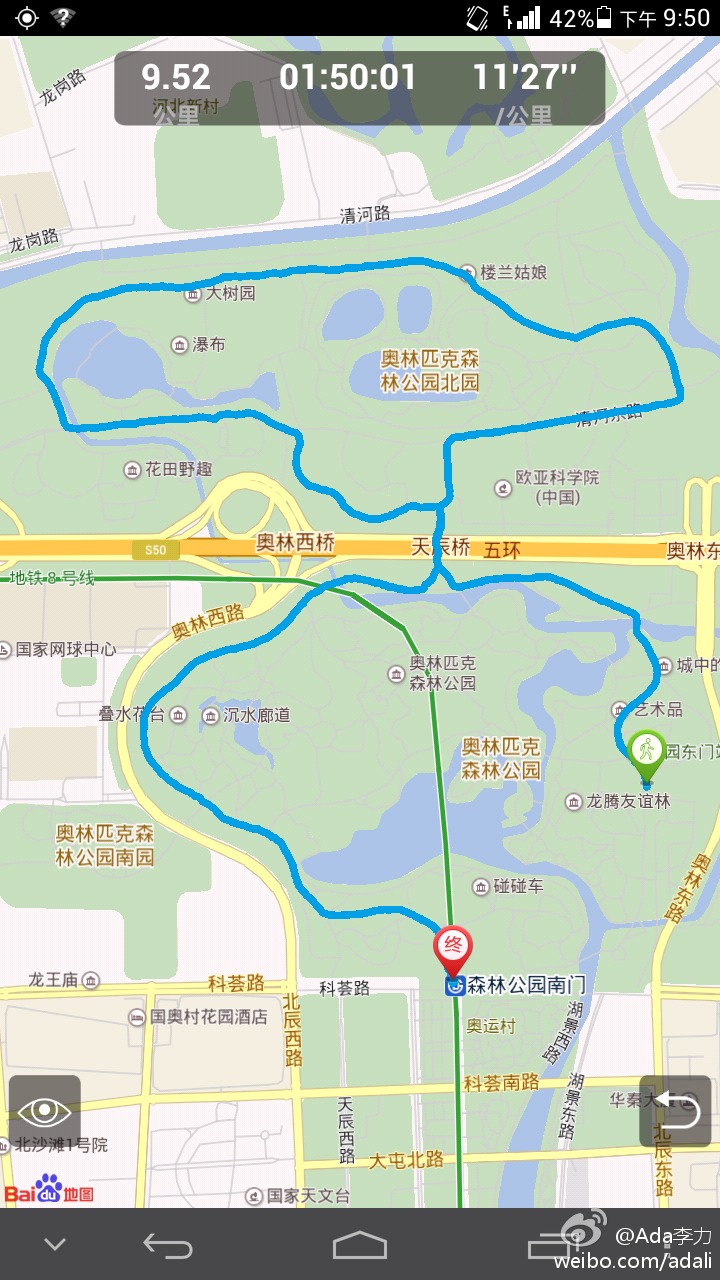 E
42%
下午 9:50
9.52
01:50:01
11'27''
公里
/公里
龙岗路
河北新村
清河路
龙岗路
楼兰姑娘
大树园
瀑布
奥林匹克森
林公园北园
清河东路
花田野趣
欧亚科学院
(中国)
S50
奥林西桥
天辰桥
五环
奥林东
地铁8号线
奥林西路
国家网球中心
奥林匹克
森林公园
城中的
叠水花台
沉水廊道
艺术品
奥林匹克
森林公园
园东门站
龙腾友谊林
奥林匹克森
林公园南园
奥林东路
碰碰车
终
龙王庙
科荟路
科荟路
森林公园南门
国奥村花园酒店
北辰西路
奥运村
湖景西路
科荟南路
湖景东路
华秦大厦
天辰西路
北沙滩1号院
大屯北路
北辰东路
Bai du 地图
国家天文台
@Ada李力
weibo.com/adali